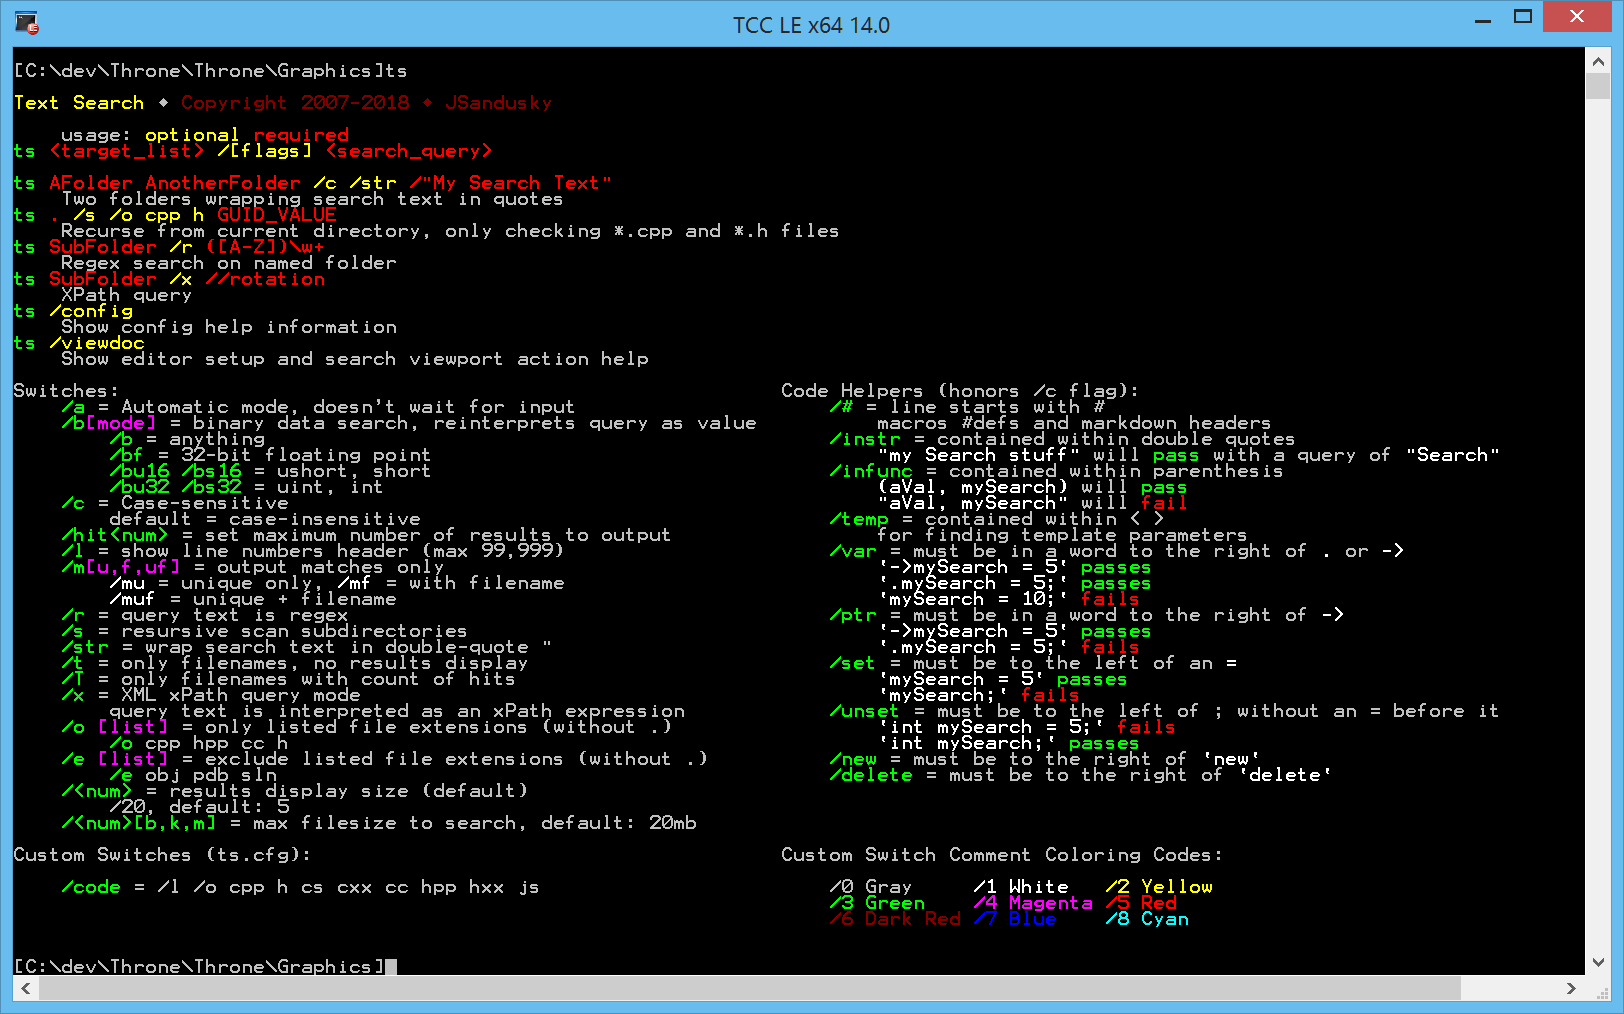 TCC LE x64 14.0
[C:\dev\Throne\Throne\Graphics]ts
Text Search ◆ Copyright 2007-2018 ◆ JSandusky
usage: optional required
ts <target_list> /[flags] <search_query>
ts AFolder AnotherFolder /c /str /"My Search Text"
Two folders wrapping search text in quotes
ts . /s /o cpp h GUID_VALUE
Recurse from current directory, only checking *.cpp and *.h files
ts SubFolder /r ([A-Z])\w+
Regex search on named folder
ts SubFolder /x //rotation
XPath query
ts /config
Show config help information
ts /viewdoc
Show editor setup and search viewport action help
Switches:
/a = Automatic mode, doesn't wait for input
/b[mode] = binary data search, reinterprets query as value
/b = anything
/bf = 32-bit floating point
/bu16 /bs16 = ushort, short
/bu32 /bs32 = uint, int
/c = Case-sensitive
default = case-insensitive
/hit<num> = set maximum number of results to output
/l = show line numbers header (max 99,999)
/m[u,f,uf] = output matches only
/mu = unique only, /mf = with filename
/muf = unique + filename
/r = query text is regex
/s = resursive scan subdirectories
/str = wrap search text in double-quote "
/t = only filenames, no results display
/T = only filenames with count of hits
/x = XML xPath query mode
query text is interpreted as an xPath expression
/o [list] = only listed file extensions (without .)
/o cpp hpp cc h
/e [list] = exclude listed file extensions (without .)
/e obj pdb sln
/<num> = results display size (default)
/20, default: 5
/<num>[b,k,m] = max filesize to search, default: 20mb
Code Helpers (honors /c flag):
/# = line starts with #
macros #defs and markdown headers
/instr = contained within double quotes
"my Search stuff" will pass with a query of "Search"
/infunc = contained within parenthesis
(aVal, mySearch) will pass
"aVal, mySearch" will fail
/temp = contained within < >
for finding template parameters
/var = must be in a word to the right of . or ->
'->mySearch = 5' passes
'.mySearch = 5;' passes
'mySearch = 10;' fails
/ptr = must be in a word to the right of ->
'->mySearch = 5' passes
'.mySearch = 5;' fails
/set = must be to the left of an =
'mySearch = 5' passes
'mySearch;' fails
/unset = must be to the left of ; without an = before it
'int mySearch = 5;' fails
'int mySearch;' passes
/new = must be to the right of 'new'
/delete = must be to the right of 'delete'
Custom Switches (ts.cfg):
/code = /l /o cpp h cs cxx cc hpp hxx js
Custom Switch Comment Coloring Codes:
/0 Gray /1 White /2 Yellow
/3 Green /4 Magenta /5 Red
/6 Dark Red /7 Blue /8 Cyan
[C:\dev\Throne\Throne\Graphics]